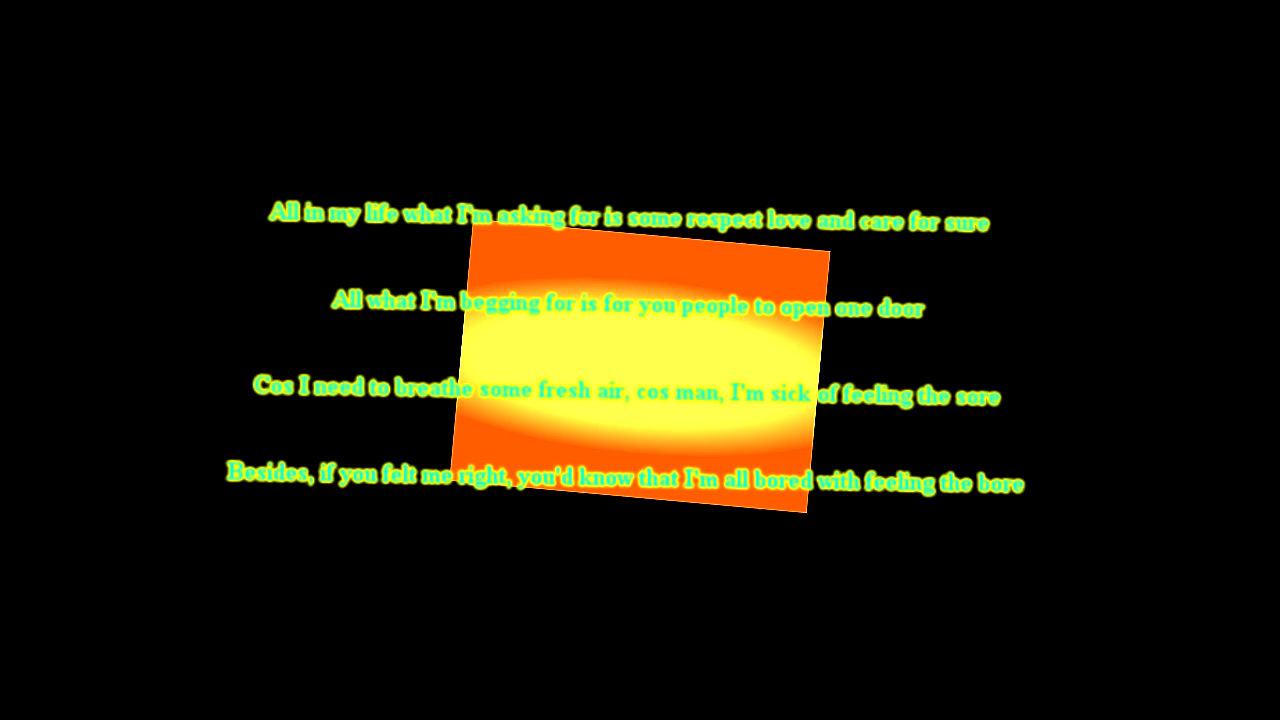 All in my life what I'm asking for is some respect love and care for sure
All what I'm begging for is for you people to open one door
Cos I need to breathe some fresh air, cos man, I'm sick of feeling the sore
Besides, if you felt me right, you'd know that I'm all bored with feeling the bore